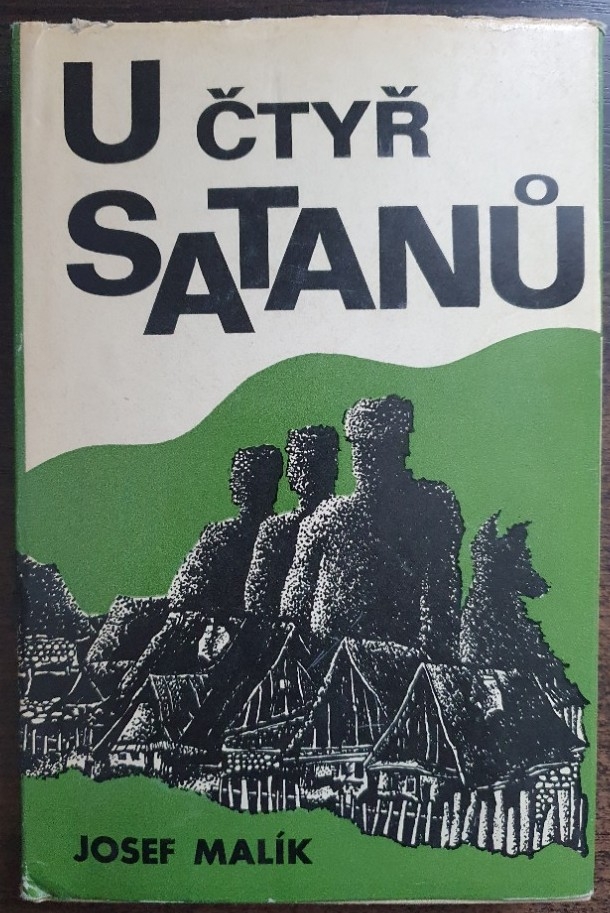 U ČTYŘ
SATANŮ
JOSEF MALÍK